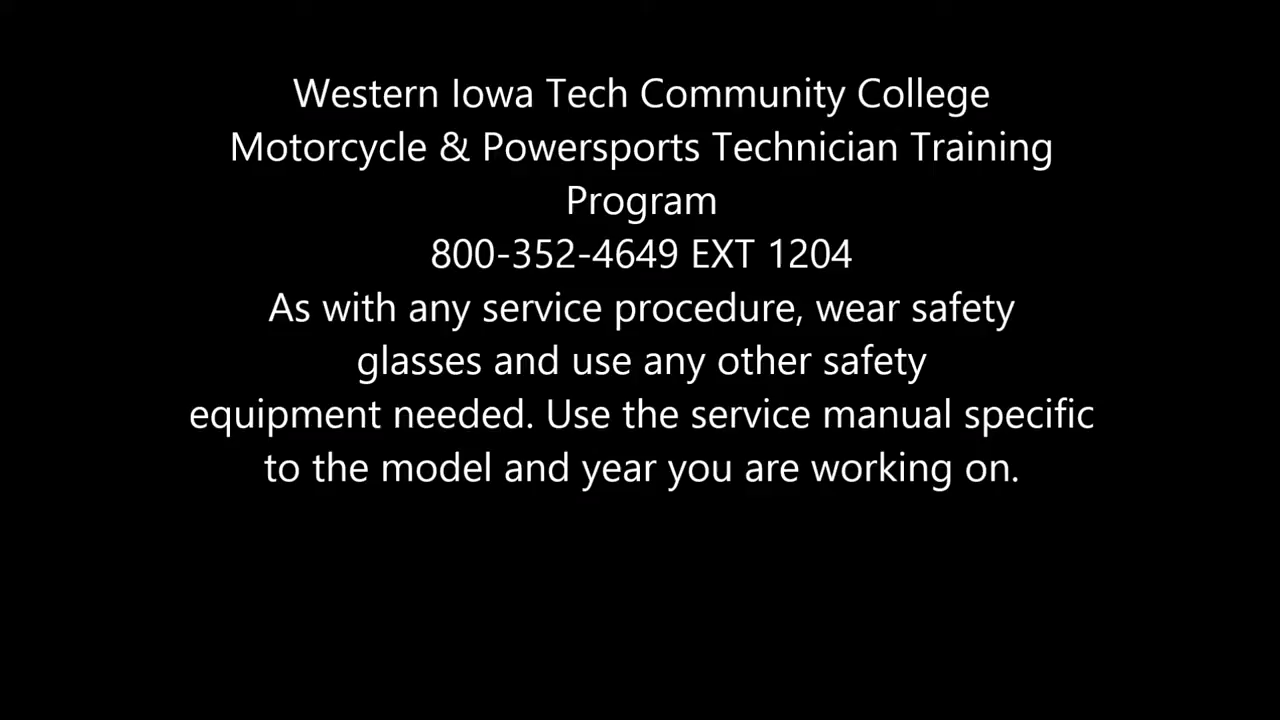 Western Iowa Tech Community College
Motorcycle & Powersports Technician Training
Program
800-352-4649 EXT 1204
As with any service procedure, wear safety
glasses and use any other safety
equipment needed. Use the service manual specific
to the model and year you are working on.